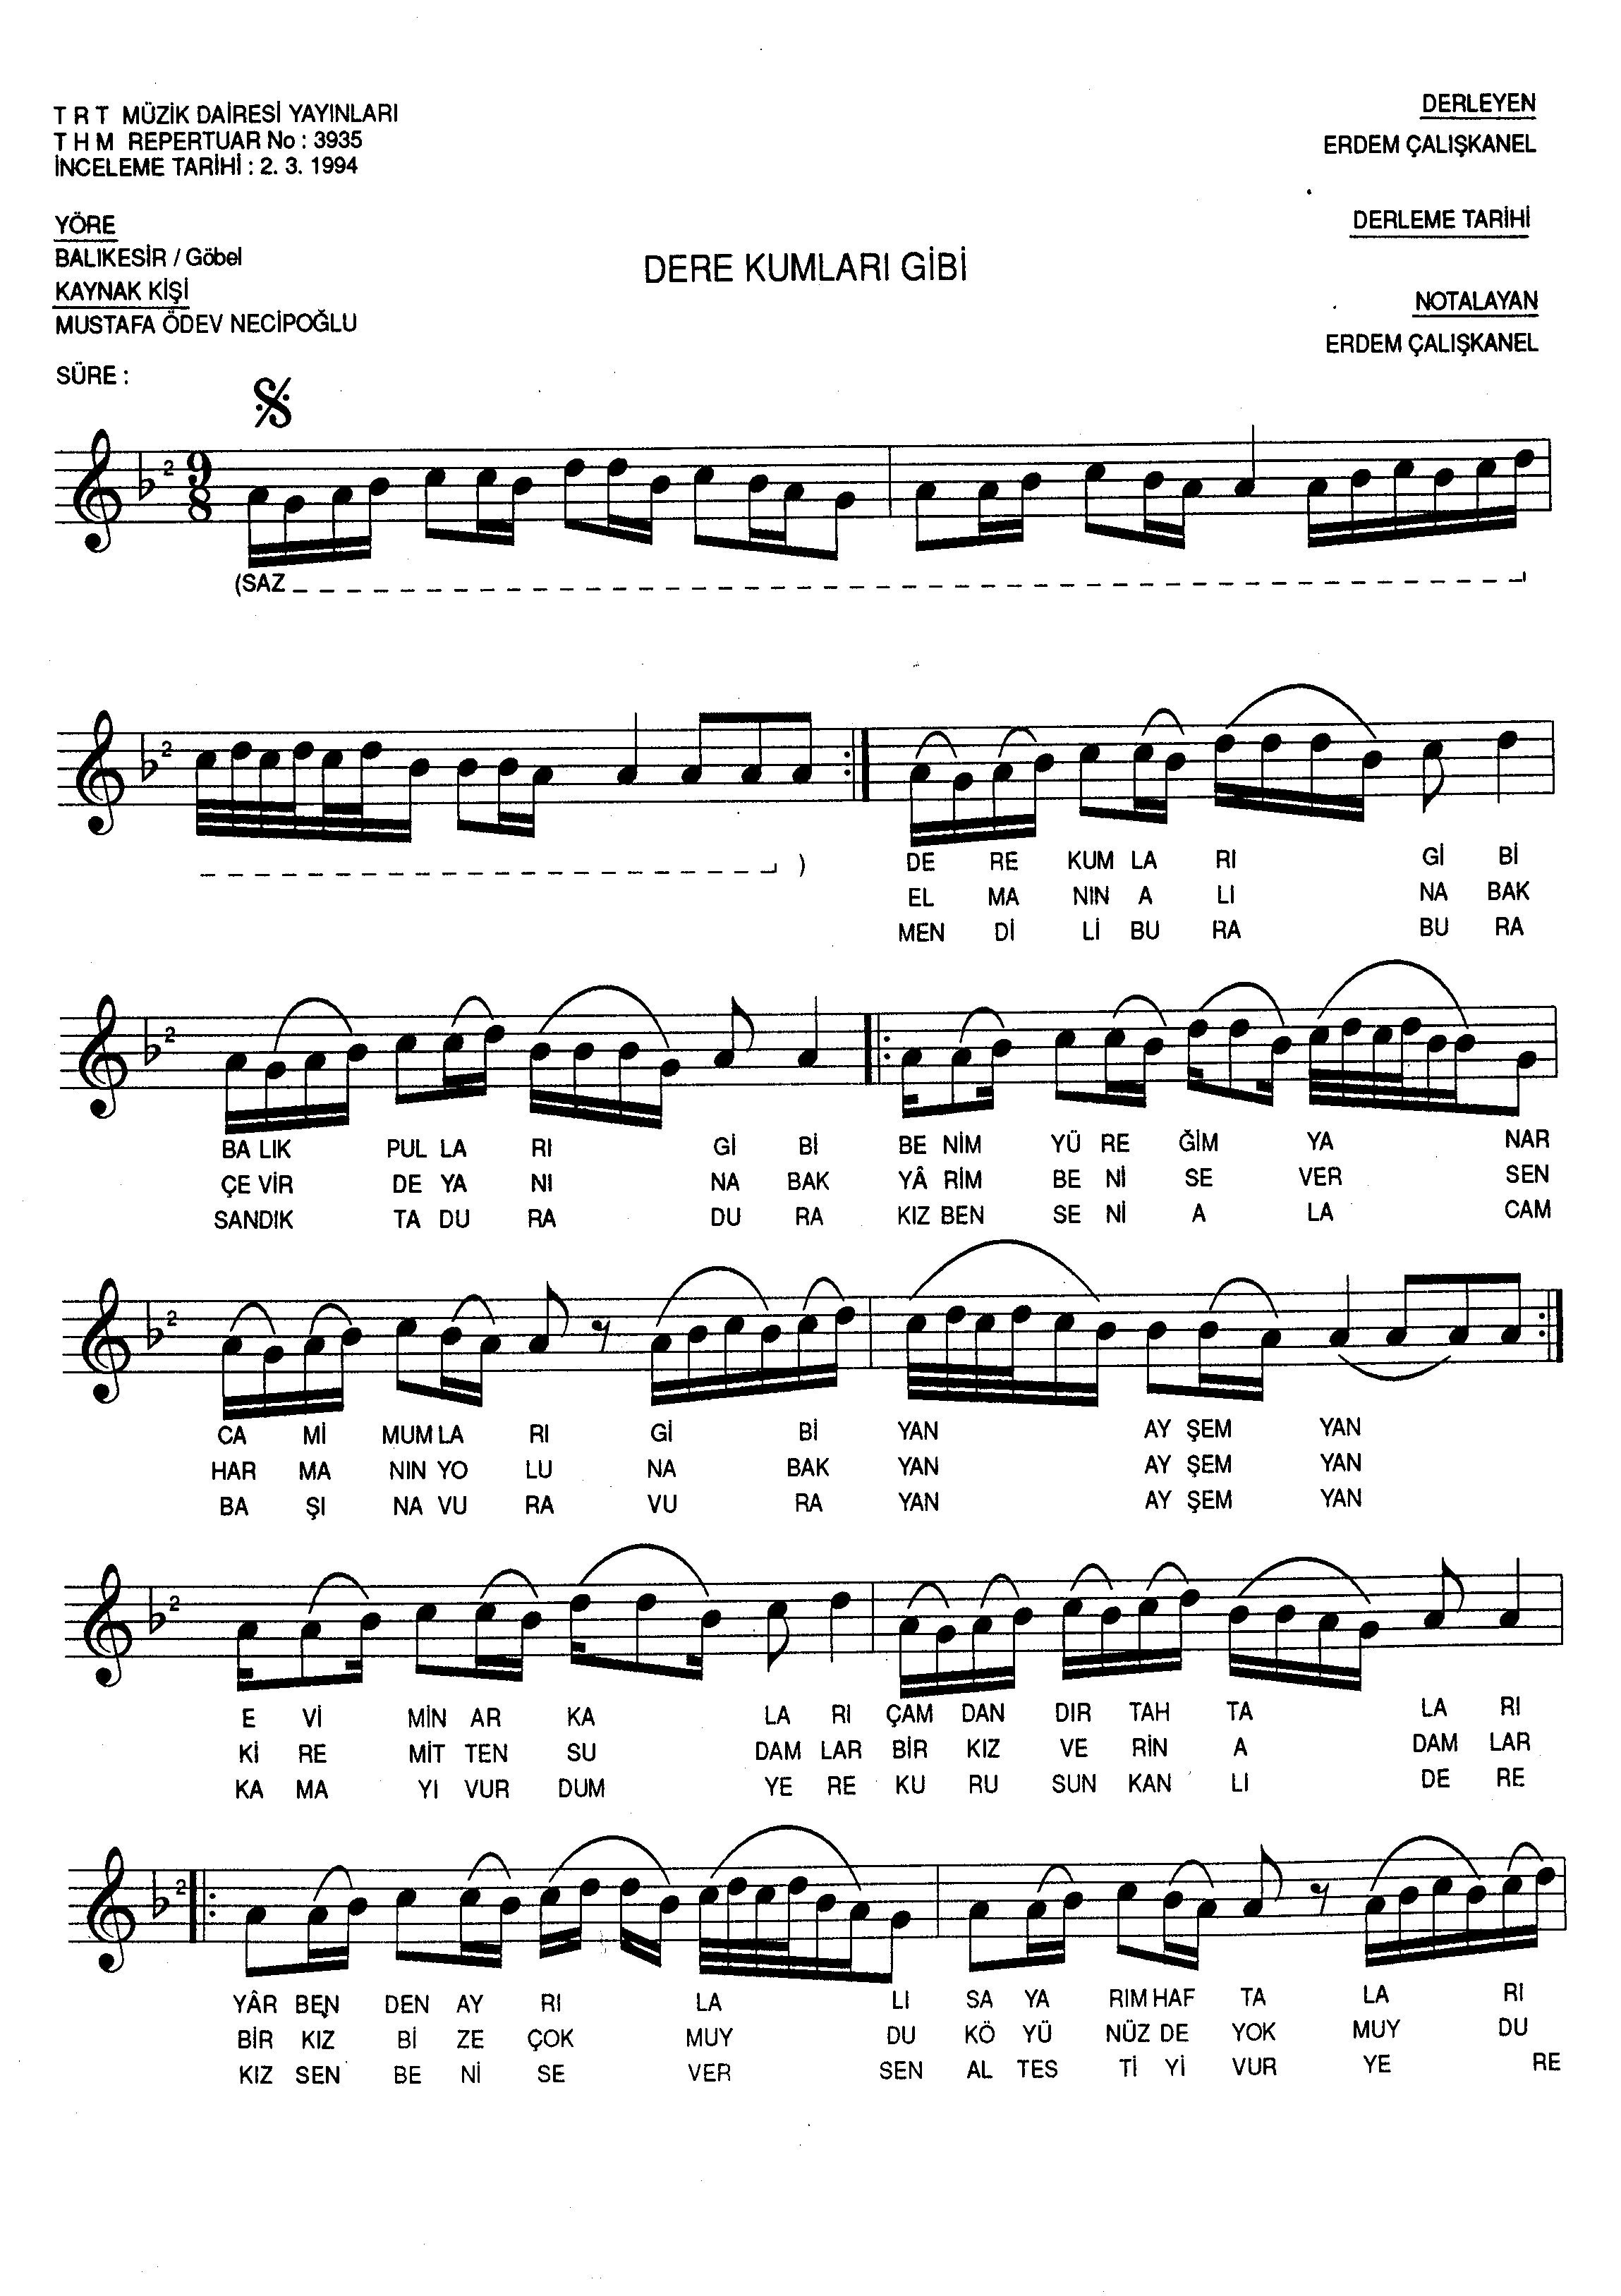 T R T MÜZİK DAİRESİ YAYINLARI
T H M REPERTUAR No : 3935
İNCELEME TARİHİ : 2. 3. 1994
DERLEYEN
ERDEM ÇALIŞKANEL
YÖRE
BALIKESİR / Göbel
KAYNAK KİŞİ
MUSTAFA ÖDEV NECİPOĞLU
SÜRE :
DERE KUMLARI GİBİ
DERLEME TARİHİ
NOTALAYAN
ERDEM ÇALIŞKANEL
2 9 8
(SAZ
2
)
DE RE KUM LA RI Gİ Bİ
EL MA NIN A LI NA BAK
MEN Dİ Lİ BU RA BU RA
2
BA LIK PUL LA RI Gİ Bİ BE NİM YÜ RE ĞİM YA NAR
ÇE VİR DE YA NI NA BAK YÂ RİM BE Nİ SE VER SEN
SANDIK TA DU RA DU RA KIZ BEN SE Nİ A LA CAM
2
CA Mİ MUM LA RI Gİ Bİ YAN AY ŞEM YAN
HAR MA NIN YO LU NA BAK YAN AY ŞEM YAN
BA ŞI NA VU RA VU RA YAN AY ŞEM YAN
2
E Vİ MİN AR KA LA RI ÇAM DAN DIR TAH TA LA RI
Kİ RE MİT TEN SU DAM LAR BİR KIZ VE RİN A DAM LAR
KA MA YI VUR DUM YE RE KU RU SUN KAN LI DE RE
2
YÂR BEN DEN AY RI LA LI SA YA RIM HAF TA LA RI
BİR KIZ Bİ ZE ÇOK MUY DU KÖ YÜ NÜZ DE YOK MUY DU
KIZ SEN BE Nİ SE VER SEN AL TES Tİ Yİ VUR YE RE